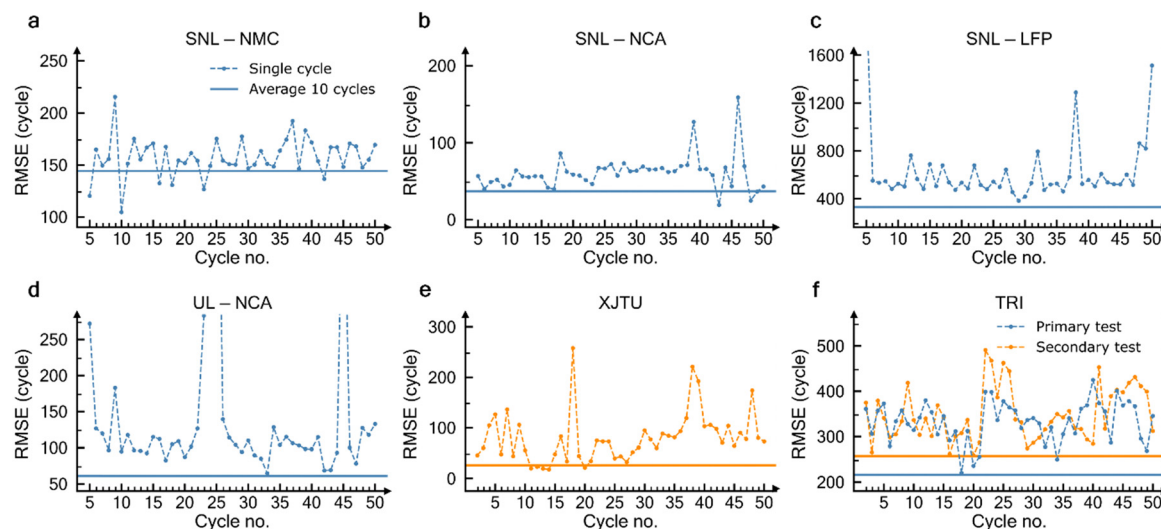 a
SNL – NMC
RMSE (cycle)
250
200
150
100
Single cycle
Average 10 cycles
5 10 15 20 25 30 35 40 45 50
Cycle no.
b
SNL – NCA
RMSE (cycle)
200
100
0
5 10 15 20 25 30 35 40 45 50
Cycle no.
c
SNL – LFP
RMSE (cycle)
1600
1200
800
400
5 10 15 20 25 30 35 40 45 50
Cycle no.
d
UL – NCA
RMSE (cycle)
250
200
150
100
50
5 10 15 20 25 30 35 40 45 50
Cycle no.
e
XJTU
RMSE (cycle)
300
200
100
0
5 10 15 20 25 30 35 40 45 50
Cycle no.
f
TRI
RMSE (cycle)
500
400
300
200
Primary test
Secondary test
5 10 15 20 25 30 35 40 45 50
Cycle no.